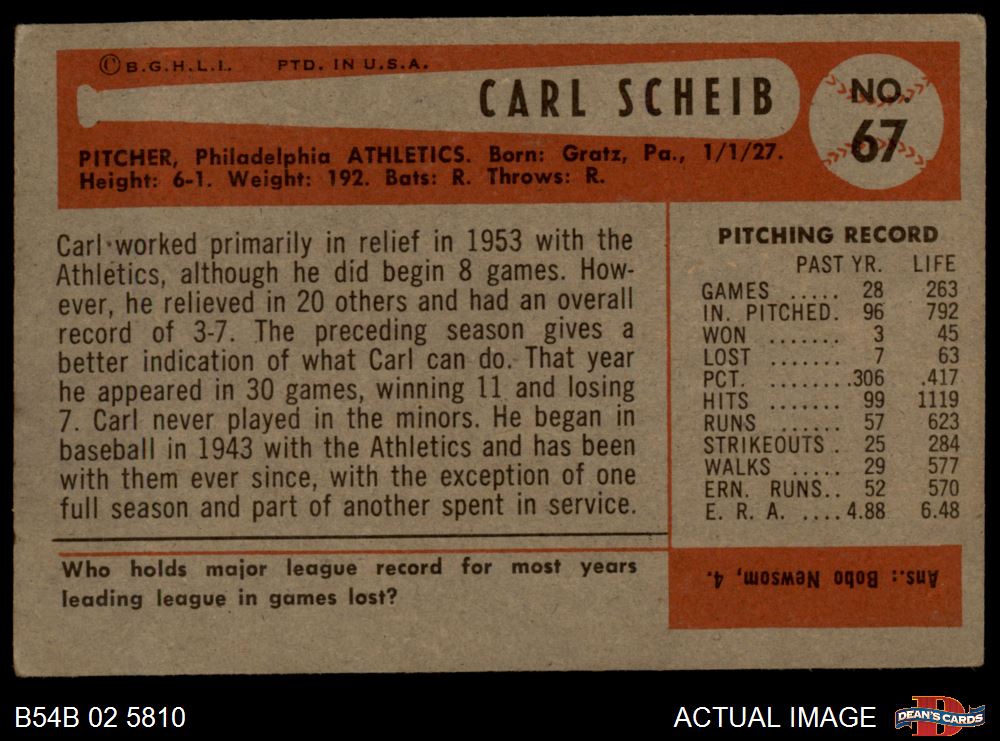 © B.G.H.L.I. PTD. IN U.S.A.
CARL SCHEIB
NO.
67
PITCHER, Philadelphia ATHLETICS. Born: Gratz, Pa., 1/1/27.
Height: 6-1. Weight: 192. Bats: R. Throws: R.
Carl worked primarily in relief in 1953 with the
Athletics, although he did begin 8 games. How-
ever, he relieved in 20 others and had an overall
record of 3-7. The preceding season gives a
better indication of what Carl can do. That year
he appeared in 30 games, winning 11 and losing
7. Carl never played in the minors. He began in
baseball in 1943 with the Athletics and has been
with them ever since, with the exception of one
full season and part of another spent in service.
Who holds major league record for most years
leading league in games lost?
PITCHING RECORD
PAST YR. LIFE
GAMES ..... 28 263
IN. PITCHED. 96 792
WON ....... 3 45
LOST ....... 7 63
PCT. ........ .306 .417
HITS ....... 99 1119
RUNS ...... 57 623
STRIKEOUTS . 25 284
WALKS ..... 29 577
ERN. RUNS.. 52 570
E. R. A. .... 4.88 6.48
Ans.: Bobo Newsom, 4.
B54B 02 5810
ACTUAL IMAGE
D
DEAN'S CARDS